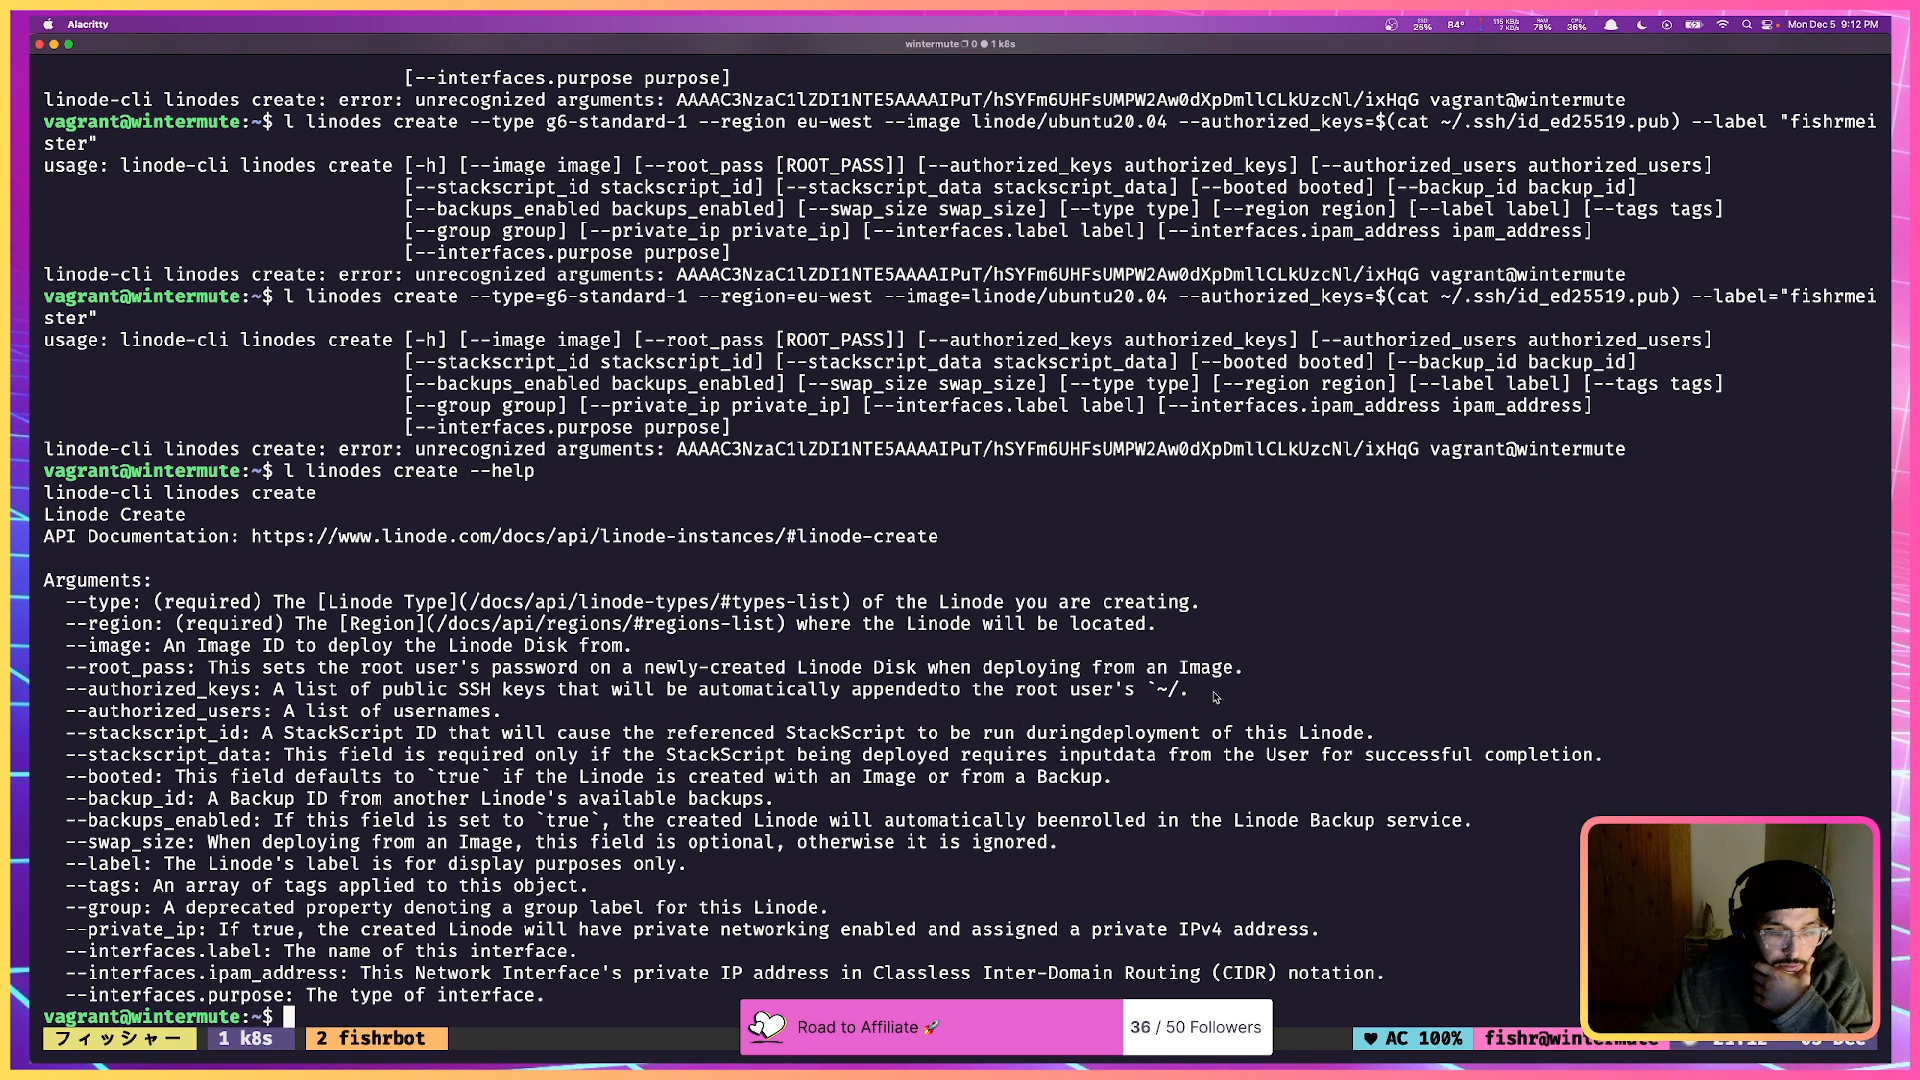 Alacritty
SSD 26%
84°
115 KB/s
7 KB/s
RAM 78%
CPU 36%
Mon Dec 5 9:12 PM
wintermute 0 ● 1 k8s
[--interfaces.purpose purpose]
linode-cli linodes create: error: unrecognized arguments: AAAAC3NzaC1lZDI1NTE5AAAAIPuT/hSYFm6UHFsUMPW2Aw0dXpDmllCLkUzcNl/ixHqG vagrant@wintermute
vagrant@wintermute:~$ l linodes create --type g6-standard-1 --region eu-west --image linode/ubuntu20.04 --authorized_keys=$(cat ~/.ssh/id_ed25519.pub) --label "fishrmei
ster"
usage: linode-cli linodes create [-h] [--image image] [--root_pass [ROOT_PASS]] [--authorized_keys authorized_keys] [--authorized_users authorized_users]
[--stackscript_id stackscript_id] [--stackscript_data stackscript_data] [--booted booted] [--backup_id backup_id]
[--backups_enabled backups_enabled] [--swap_size swap_size] [--type type] [--region region] [--label label] [--tags tags]
[--group group] [--private_ip private_ip] [--interfaces.label label] [--interfaces.ipam_address ipam_address]
[--interfaces.purpose purpose]
linode-cli linodes create: error: unrecognized arguments: AAAAC3NzaC1lZDI1NTE5AAAAIPuT/hSYFm6UHFsUMPW2Aw0dXpDmllCLkUzcNl/ixHqG vagrant@wintermute
vagrant@wintermute:~$ l linodes create --type=g6-standard-1 --region=eu-west --image=linode/ubuntu20.04 --authorized_keys=$(cat ~/.ssh/id_ed25519.pub) --label="fishrmei
ster"
usage: linode-cli linodes create [-h] [--image image] [--root_pass [ROOT_PASS]] [--authorized_keys authorized_keys] [--authorized_users authorized_users]
[--stackscript_id stackscript_id] [--stackscript_data stackscript_data] [--booted booted] [--backup_id backup_id]
[--backups_enabled backups_enabled] [--swap_size swap_size] [--type type] [--region region] [--label label] [--tags tags]
[--group group] [--private_ip private_ip] [--interfaces.label label] [--interfaces.ipam_address ipam_address]
[--interfaces.purpose purpose]
linode-cli linodes create: error: unrecognized arguments: AAAAC3NzaC1lZDI1NTE5AAAAIPuT/hSYFm6UHFsUMPW2Aw0dXpDmllCLkUzcNl/ixHqG vagrant@wintermute
vagrant@wintermute:~$ l linodes create --help
linode-cli linodes create
Linode Create
API Documentation: https://www.linode.com/docs/api/linode-instances/#linode-create
Arguments:
--type: (required) The [Linode Type](/docs/api/linode-types/#types-list) of the Linode you are creating.
--region: (required) The [Region](/docs/api/regions/#regions-list) where the Linode will be located.
--image: An Image ID to deploy the Linode Disk from.
--root_pass: This sets the root user's password on a newly-created Linode Disk when deploying from an Image.
--authorized_keys: A list of public SSH keys that will be automatically appendedto the root user's `~/.
--authorized_users: A list of usernames.
--stackscript_id: A StackScript ID that will cause the referenced StackScript to be run duringdeployment of this Linode.
--stackscript_data: This field is required only if the StackScript being deployed requires inputdata from the User for successful completion.
--booted: This field defaults to `true` if the Linode is created with an Image or from a Backup.
--backup_id: A Backup ID from another Linode's available backups.
--backups_enabled: If this field is set to `true`, the created Linode will automatically beenrolled in the Linode Backup service.
--swap_size: When deploying from an Image, this field is optional, otherwise it is ignored.
--label: The Linode's label is for display purposes only.
--tags: An array of tags applied to this object.
--group: A deprecated property denoting a group label for this Linode.
--private_ip: If true, the created Linode will have private networking enabled and assigned a private IPv4 address.
--interfaces.label: The name of this interface.
--interfaces.ipam_address: This Network Interface's private IP address in Classless Inter-Domain Routing (CIDR) notation.
--interfaces.purpose: The type of interface.
vagrant@wintermute:~$
フィッシャー 1 k8s 2 fishrbot
Road to Affiliate 🚀 36 / 50 Followers
♥ AC 100% fishr@wintermute